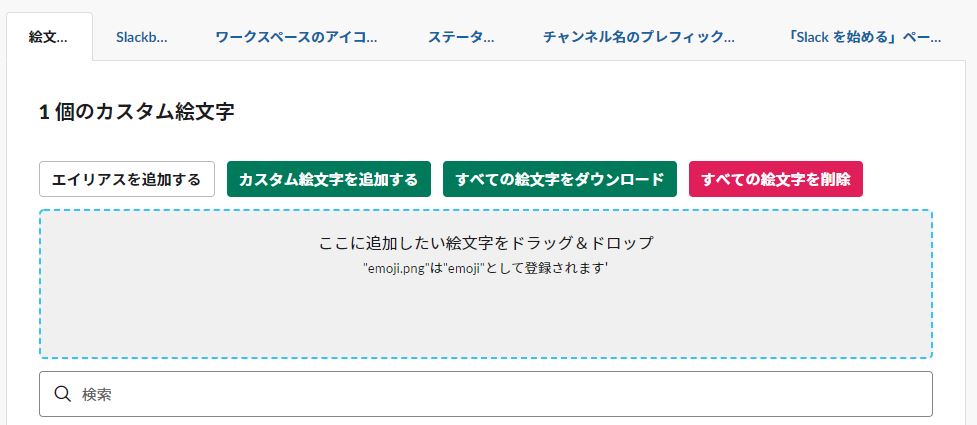 絵文... Slackb... ワークスペースのアイコ... ステータ... チャンネル名のプレフィック... 「Slack を始める」ペー...
1 個のカスタム絵文字
エイリアスを追加する カスタム絵文字を追加する すべての絵文字をダウンロード すべての絵文字を削除
ここに追加したい絵文字をドラッグ＆ドロップ
"emoji.png"は"emoji"として登録されます'
検索